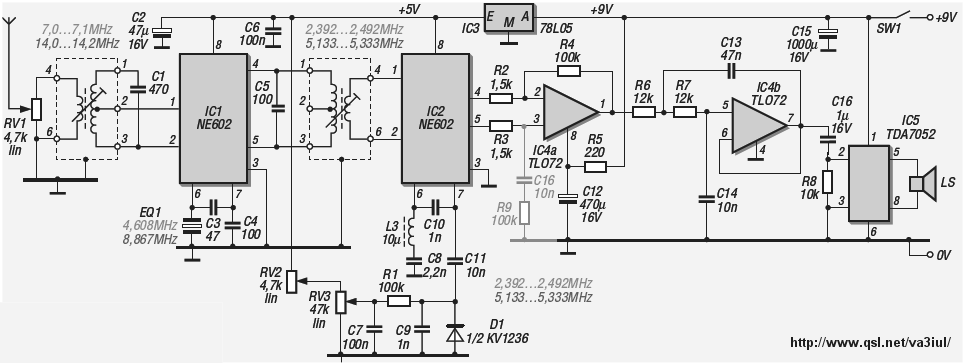 7,0...7,1MHz
14,0...14,2MHz
C2
47µ
16V
C6
100n
2,392...2,492MHz
5,133...5,333MHz
+5V
IC3
E
M
A
78L05
+9V
C15
1000µ
16V
SW1
+9V
RV1
4,7k
lin
4
6
1
2
3
C1
470
1
2
8
IC1
NE602
4
5
3
6
7
C5
100
1
2
3
4
6
1
2
8
IC2
NE602
4
5
3
6
7
R2
1,5k
R3
1,5k
R4
100k
2
3
1
8
IC4a
TL072
R5
220
C12
470µ
16V
C16
10n
R9
100k
R6
12k
R7
12k
C13
47n
C14
10n
5
6
7
4
IC4b
TL072
C16
1µ
16V
R8
10k
IC5
TDA7052
1
2
3
5
8
6
LS
0V
EQ1
4,608MHz
8,867MHz
C3
47
C4
100
L3
10µ
C10
1n
C8
2,2n
C11
10n
RV2
4,7k
lin
RV3
47k
lin
R1
100k
C7
100n
C9
1n
D1
1/2 KV1236
2,392...2,492MHz
5,133...5,333MHz
http://www.qsl.net/va3iul/